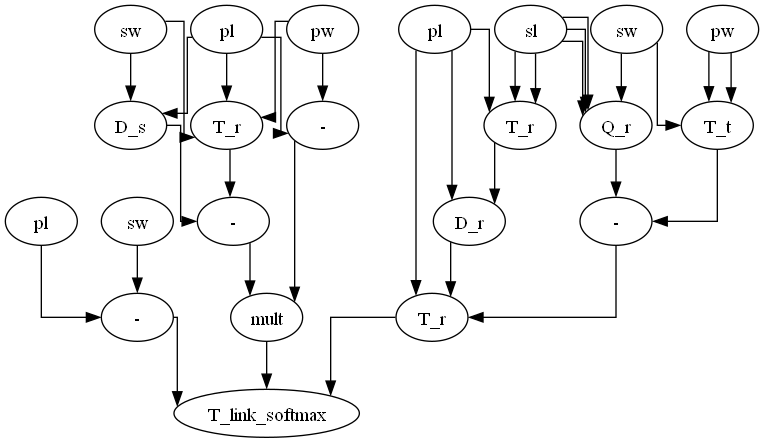 sw pl pw pl sl sw pw
D_s T_r - T_r Q_r T_t
pl sw - D_r -
- mult T_r
T_link_softmax